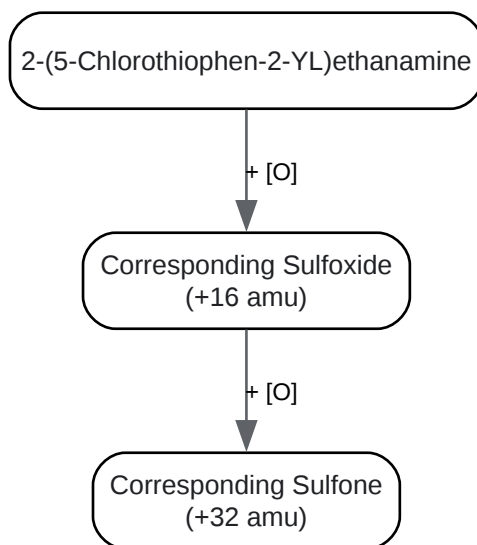 2-(5-Chlorothiophen-2-YL)ethanamine
+ [O]
Corresponding Sulfoxide
(+16 amu)
+ [O]
Corresponding Sulfone
(+32 amu)